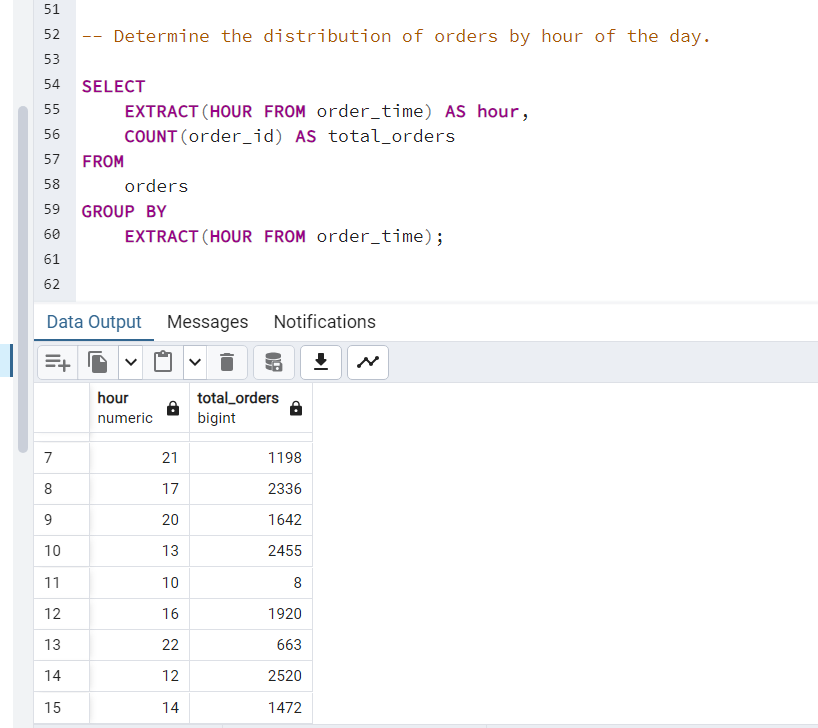 51
52 -- Determine the distribution of orders by hour of the day.
53
54 SELECT
55 EXTRACT(HOUR FROM order_time) AS hour,
56 COUNT(order_id) AS total_orders
57 FROM
58 orders
59 GROUP BY
60 EXTRACT(HOUR FROM order_time);
61
62
Data Output Messages Notifications
hour total_orders
numeric bigint
7 21 1198
8 17 2336
9 20 1642
10 13 2455
11 10 8
12 16 1920
13 22 663
14 12 2520
15 14 1472